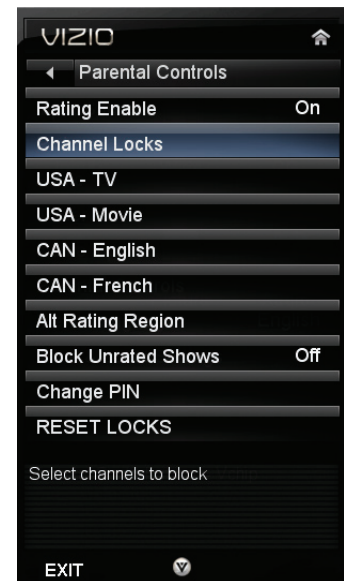 VIZIO
Parental Controls
Rating Enable On
Channel Locks
USA - TV
USA - Movie
CAN - English
CAN - French
Alt Rating Region
Block Unrated Shows Off
Change PIN
RESET LOCKS
Select channels to block
EXIT